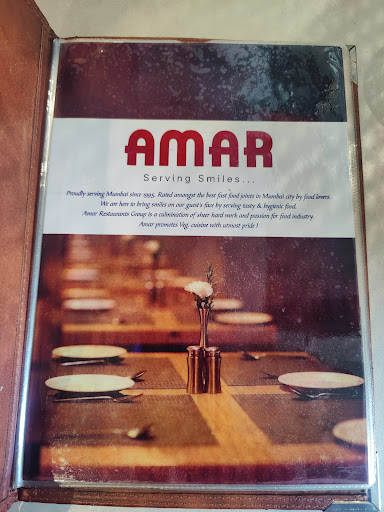 AMAR
Serving Smiles...
Proudly serving Mumbai since 1995. Rated amongst the best fast food joints in Mumbai city by food lovers.
We are here to bring smiles on our guest's face by serving tasty & hygienic food.
Amar Restaurants Group is a culmination of sheer hard work and passion for food industry.
Amar promotes Veg. cuisine with utmost pride !